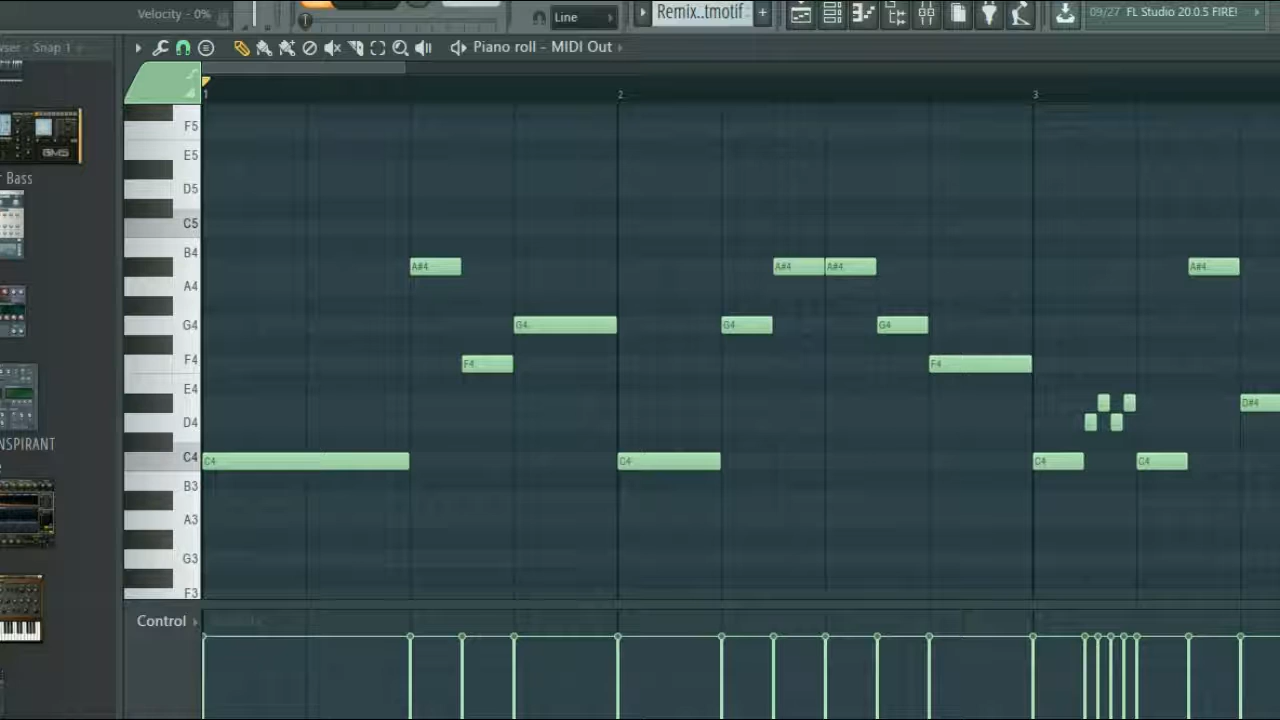 Velocity - 0%
Line
Remix..tmotif
+
09/27 FL Studio 20.0.5 FIRE!
Snap 1
Piano roll - MIDI Out
1
2
3
F5
E5
D5
C5
B4
A4
G4
F4
E4
D4
C4
B3
A3
G3
F3
A#4
A#4
A#4
A#4
G4
G4
G4
F4
F4
D#4
C4
C4
C4
C4
GMS
r Bass
NSPIRANT
Control